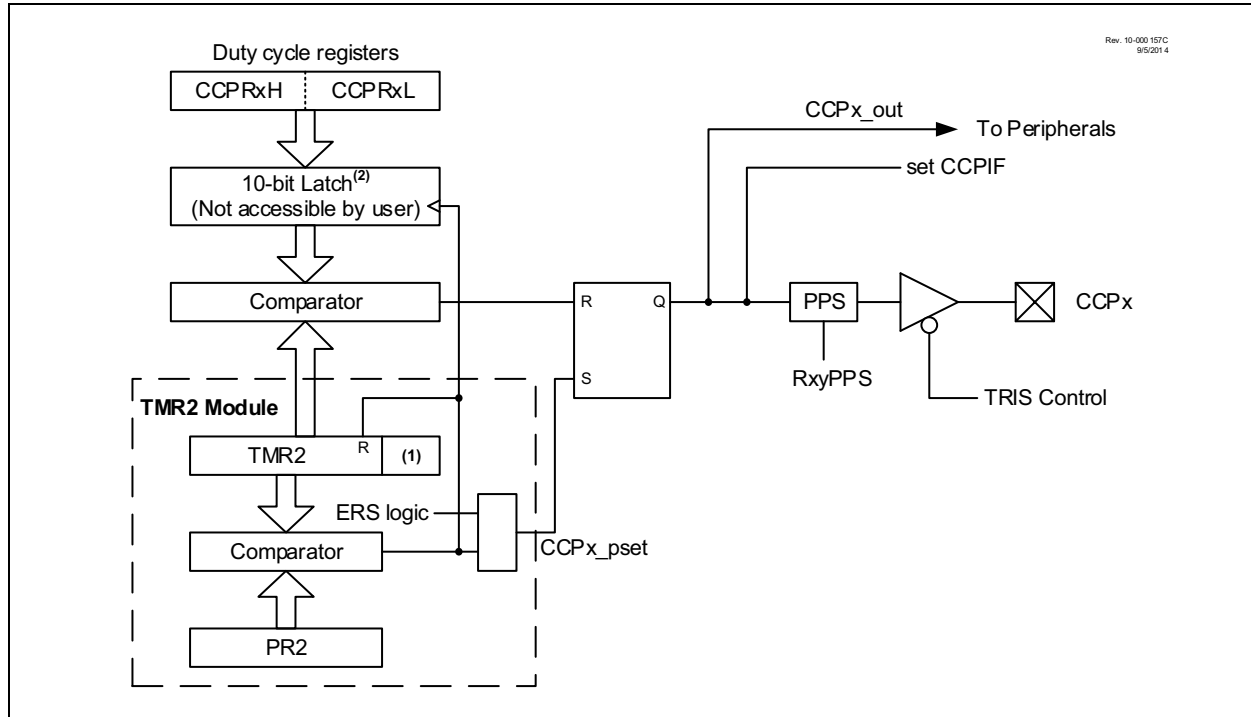 Rev. 10-000 157C
9/5/201 4
Duty cycle registers
CCPRxH CCPRxL
CCPx_out
To Peripherals
set CCPIF
10-bit Latch(2)
(Not accessible by user)
Comparator
R Q
PPS
CCPx
RxyPPS
S
TRIS Control
TMR2 Module
TMR2 R (1)
ERS logic
Comparator
CCPx_pset
PR2